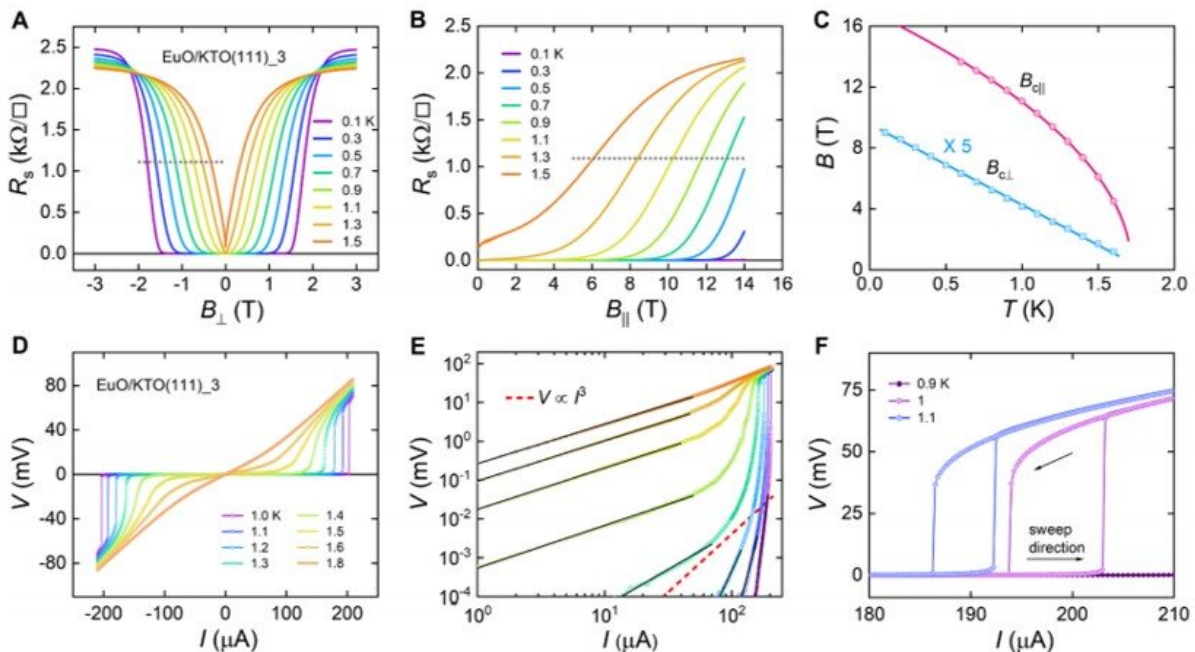 A
EuO/KTO(111)_3
R_s (kΩ/□)
2.5
2.0
1.5
1.0
0.5
0.0
0.1 K
0.3
0.5
0.7
0.9
1.1
1.3
1.5
-3 -2 -1 0 1 2 3
B⊥ (T)
B
R_s (kΩ/□)
2.5
2.0
1.5
1.0
0.5
0.0
0.1 K
0.3
0.5
0.7
0.9
1.1
1.3
1.5
0 2 4 6 8 10 12 14 16
B|| (T)
C
B (T)
16
12
8
4
0
B_c||
X 5
B_c⊥
0.0 0.5 1.0 1.5 2.0
T (K)
D
EuO/KTO(111)_3
V (mV)
80
40
0
-40
-80
1.0 K 1.4
1.1 1.5
1.2 1.6
1.3 1.8
-200 -100 0 100 200
I (μA)
E
V ∝ I³
V (mV)
10²
10¹
10⁰
10⁻¹
10⁻²
10⁻³
10⁻⁴
10⁰ 10¹ 10²
I (μA)
F
V (mV)
75
50
25
0
0.9 K
1
1.1
sweep
direction
180 190 200 210
I (μA)